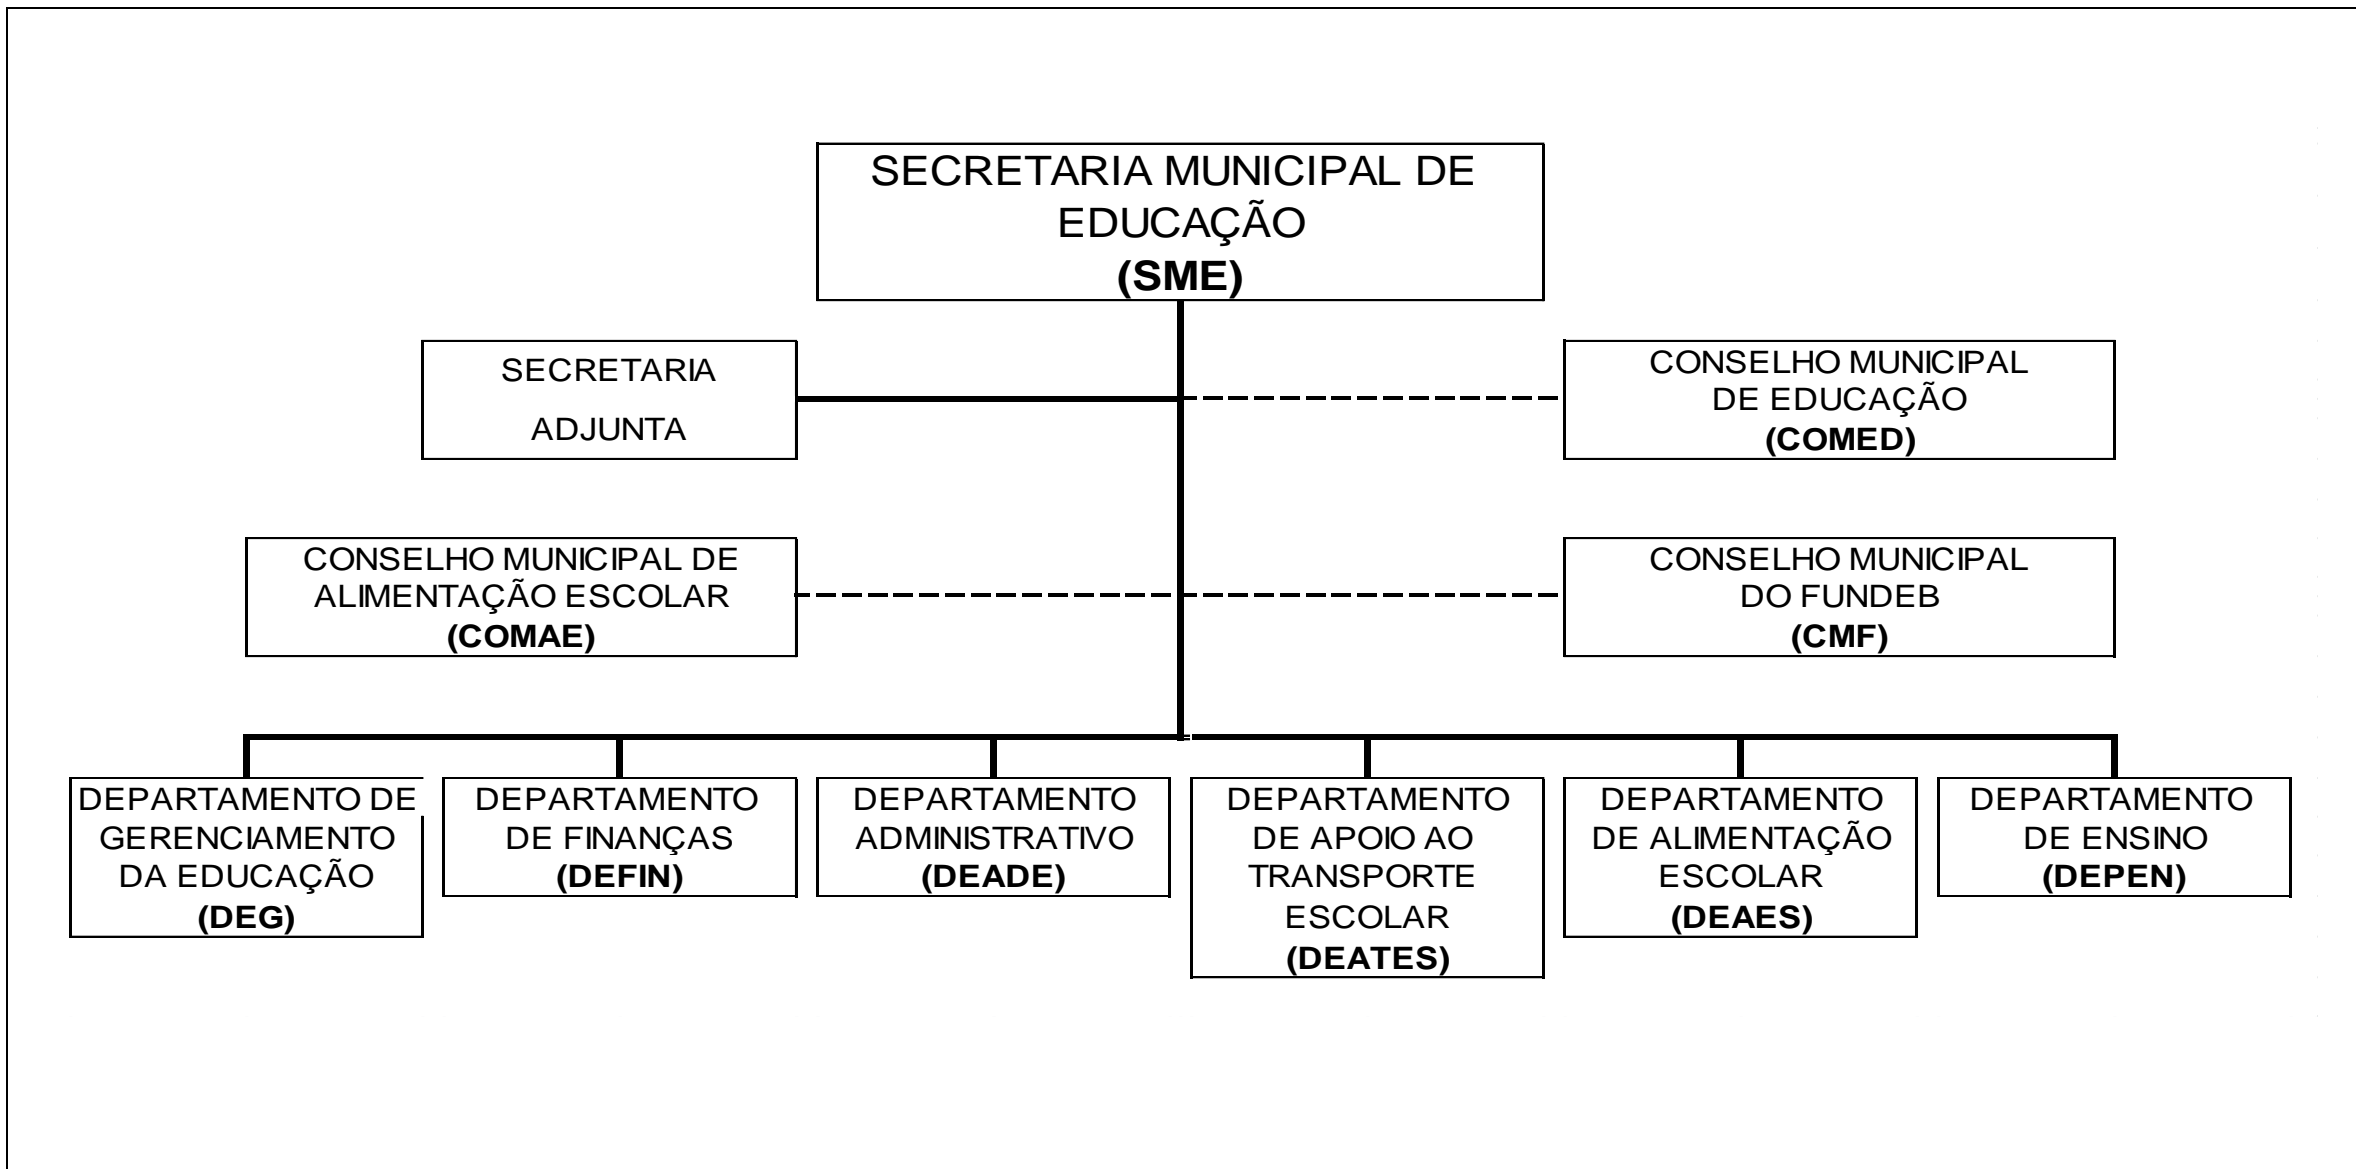 SECRETARIA MUNICIPAL DE
EDUCAÇÃO
(SME)
SECRETARIA
ADJUNTA
CONSELHO MUNICIPAL
DE EDUCAÇÃO
(COMED)
CONSELHO MUNICIPAL DE
ALIMENTAÇÃO ESCOLAR
(COMAE)
CONSELHO MUNICIPAL
DO FUNDEB
(CMF)
DEPARTAMENTO DE
GERENCIAMENTO
DA EDUCAÇÃO
(DEG)
DEPARTAMENTO
DE FINANÇAS
(DEFIN)
DEPARTAMENTO
ADMINISTRATIVO
(DEADE)
DEPARTAMENTO
DE APOIO AO
TRANSPORTE
ESCOLAR
(DEATES)
DEPARTAMENTO
DE ALIMENTAÇÃO
ESCOLAR
(DEAES)
DEPARTAMENTO
DE ENSINO
(DEPEN)